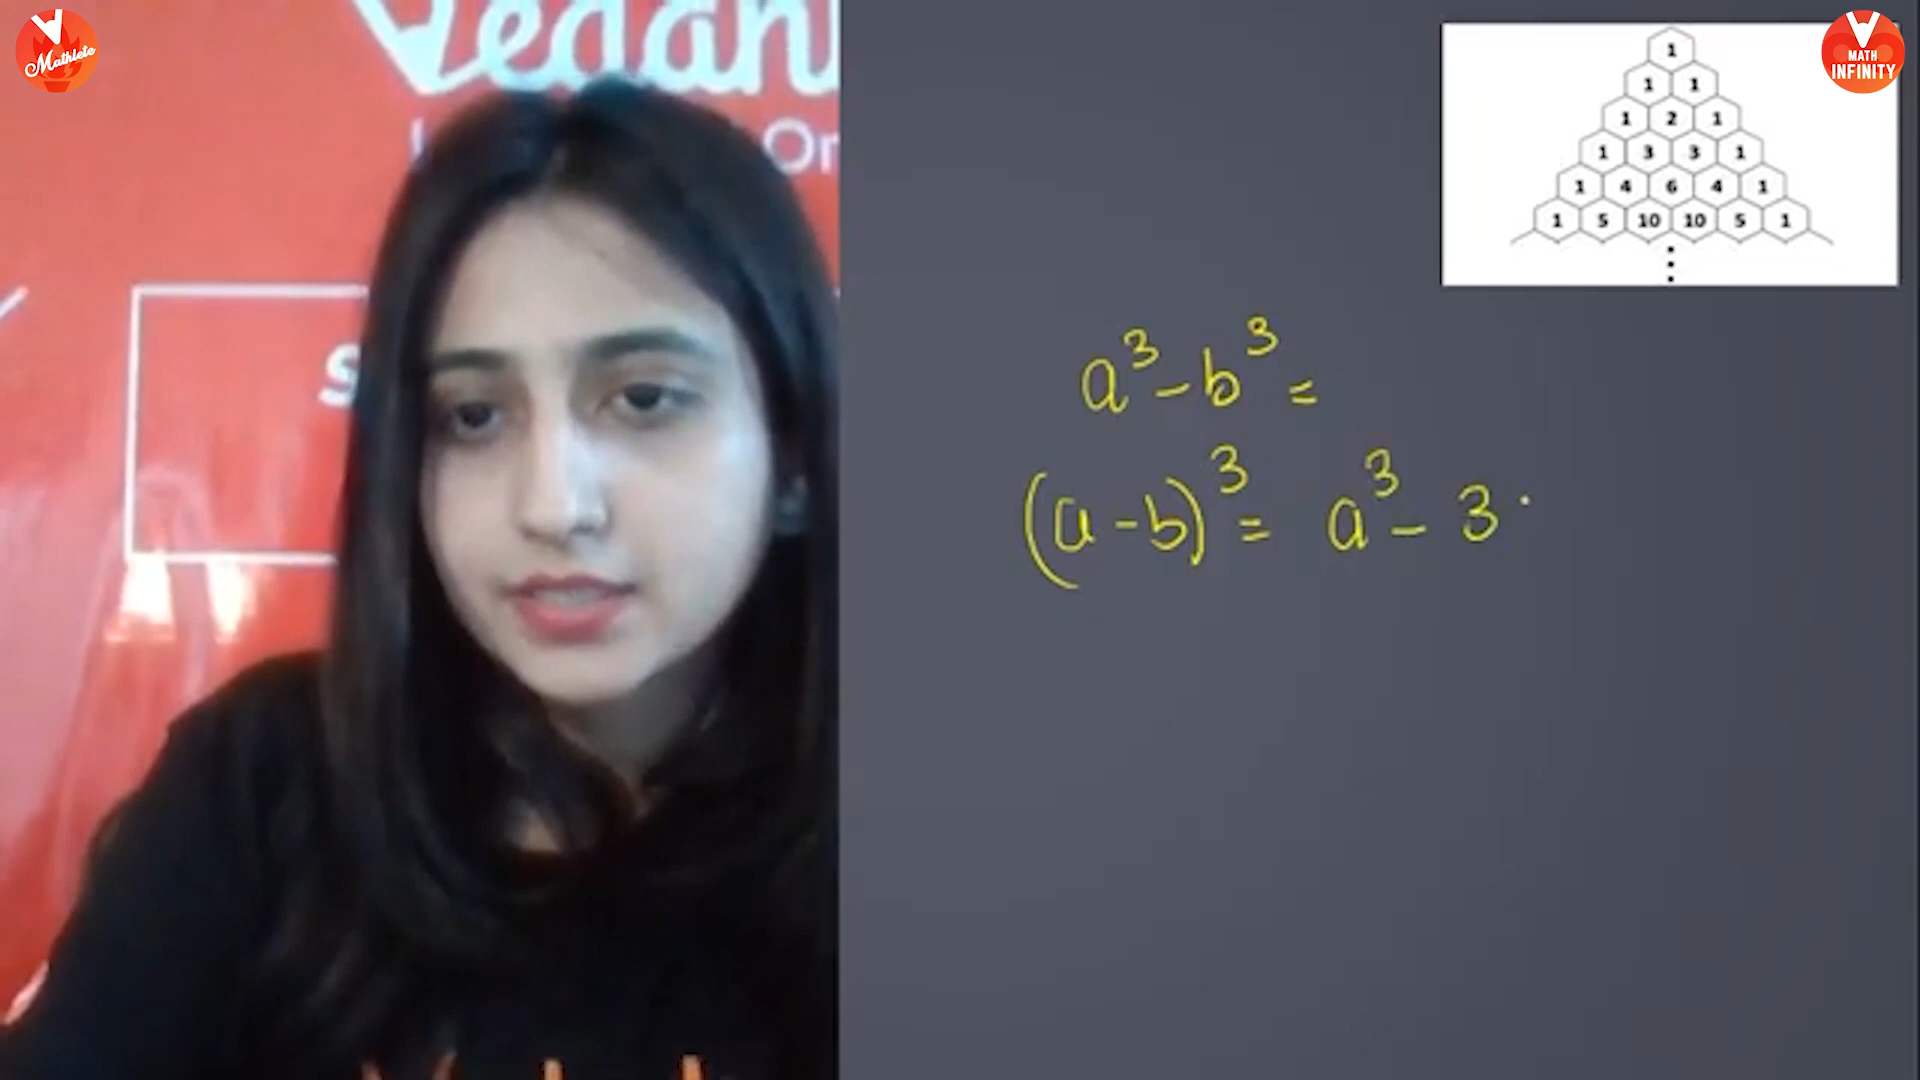 Mathlete
Vedan
MATH
INFINITY
1
1 1
1 2 1
1 3 3 1
1 4 6 4 1
1 5 10 10 5 1
a³ - b³ =
(a - b)³ = a³ - 3 ·